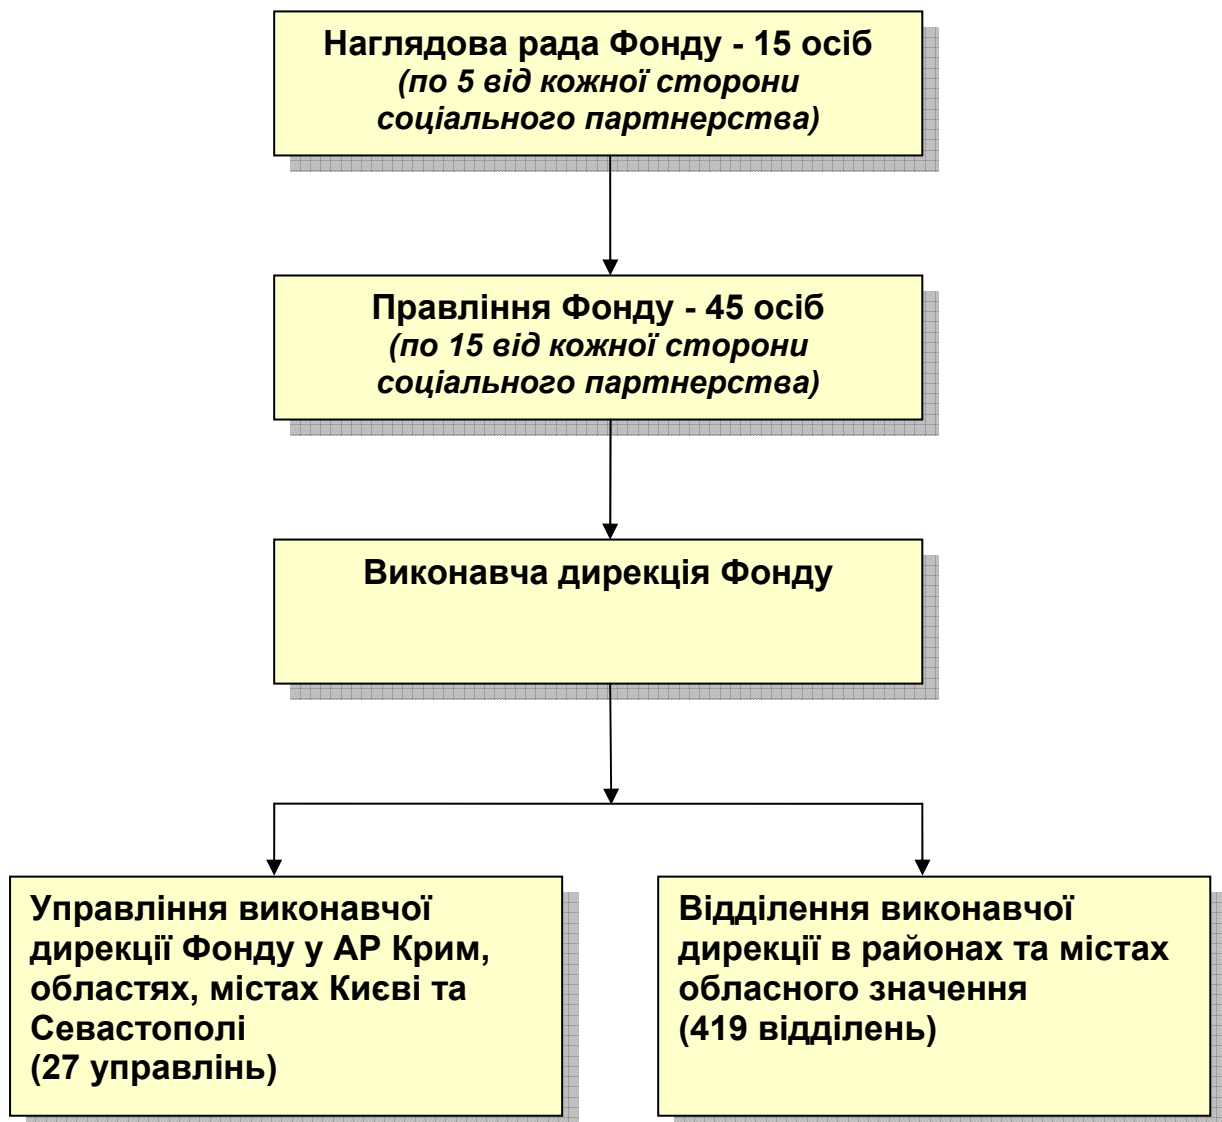 Наглядова рада Фонду - 15 осіб
(по 5 від кожної сторони
соціального партнерства)
Правління Фонду - 45 осіб
(по 15 від кожної сторони
соціального партнерства)
Виконавча дирекція Фонду
Управління виконавчої
дирекції Фонду у АР Крим,
областях, містах Києві та
Севастополі
(27 управлінь)
Відділення виконавчої
дирекції в районах та містах
обласного значення
(419 відділень)